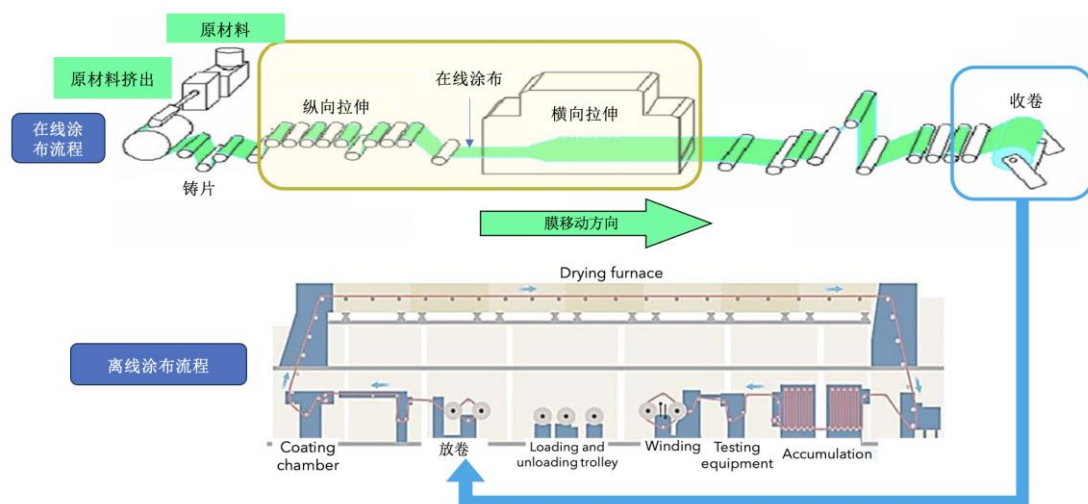 原材料
原材料挤出
在线涂
布流程
铸片
纵向拉伸
在线涂布
横向拉伸
收卷
膜移动方向
Drying furnace
离线涂布流程
Coating
chamber
放卷
Loading and
unloading trolley
Winding
Testing
equipment
Accumulation